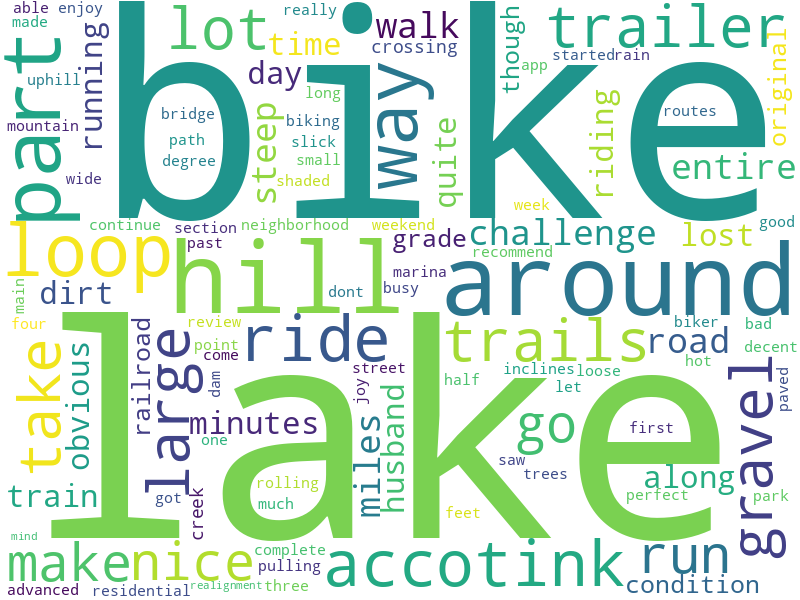 able
enjoy
really
made
lot
walk
trailer
time
crossing
though
app
startedrain
uphill
part
running
day
long
original
mountain
bridge
path
degree
steep
biking
slick
small
shaded
bike
way
quite
riding
routes
entire
wide
week
continue
section
neighborhood
weekend
good
past
grade
challenge
lost
recommend
loop
hill
marina
around
dirt
dont
busy
main
four
review
biker
bad
point
come
ride
trails
road
decent
hot
take
obvious
railroad
large
dam
street
joy
half
inclines
loose
let
paved
minutes
one
miles
husband
go
first
gravel
saw
trees
along
train
got
creek
rolling
much
lake
feet
perfect
park
mind
make
nice
complete
pulling
accotink
run
condition
advanced
residential
realignment
three